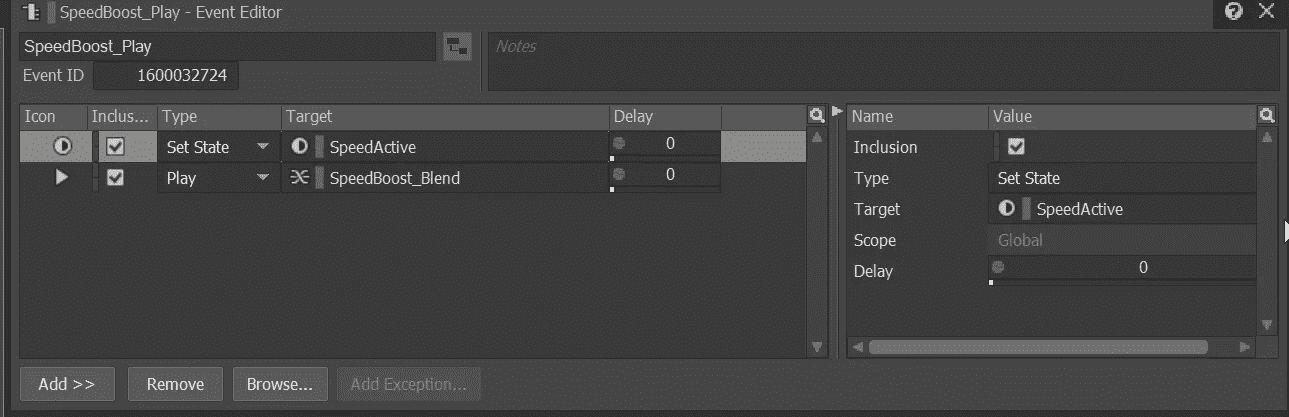 SpeedBoost_Play - Event Editor
SpeedBoost_Play
Notes
Event ID 1600032724
Icon Inclus... Type Target Delay
Set State SpeedActive 0
Play SpeedBoost_Blend 0
Name Value
Inclusion
Type Set State
Target SpeedActive
Scope Global
Delay 0
Add >> Remove Browse... Add Exception...